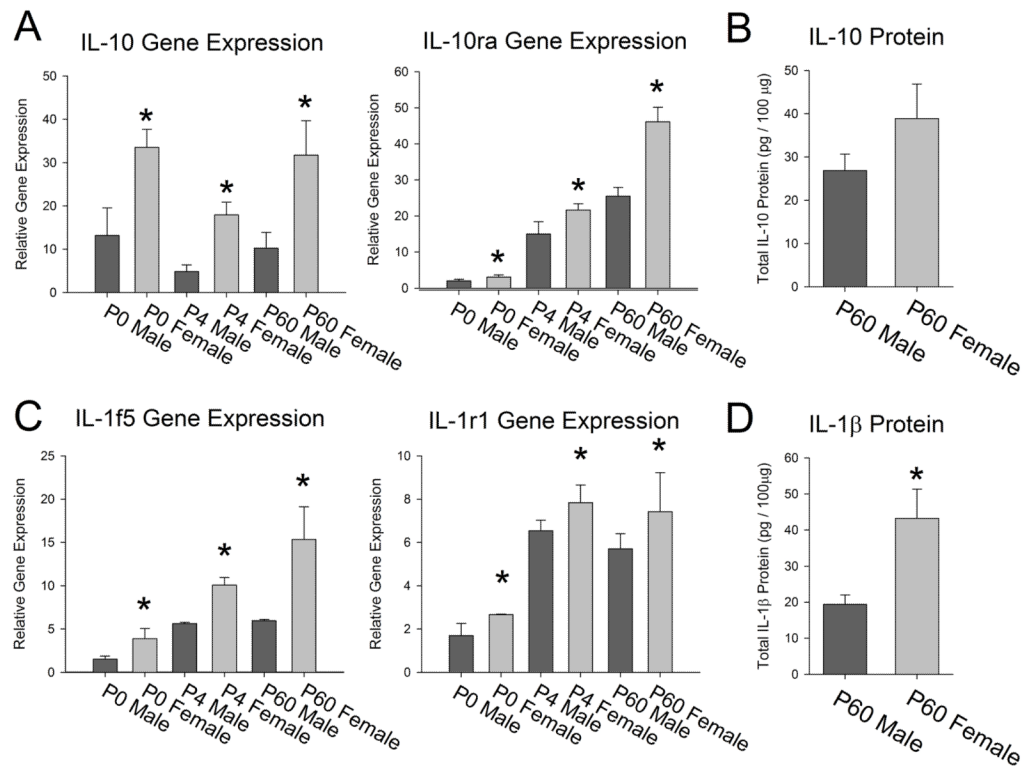 A
IL-10 Gene Expression
Relative Gene Expression
50
40
30
20
10
0
*
*
*
P0 Male
P0 Female
P4 Male
P4 Female
P60 Male
P60 Female
IL-10ra Gene Expression
Relative Gene Expression
60
50
40
30
20
10
0
*
*
*
P0 Male
P0 Female
P4 Male
P4 Female
P60 Male
P60 Female
B
IL-10 Protein
Total IL-10 Protein (pg / 100 µg)
50
40
30
20
10
0
P60 Male
P60 Female
C
IL-1f5 Gene Expression
Relative Gene Expression
25
20
15
10
5
0
*
*
*
P0 Male
P0 Female
P4 Male
P4 Female
P60 Male
P60 Female
IL-1r1 Gene Expression
Relative Gene Expression
10
8
6
4
2
0
*
*
*
P0 Male
P0 Female
P4 Male
P4 Female
P60 Male
P60 Female
D
IL-1β Protein
Total IL-1β Protein (pg / 100µg)
60
50
40
30
20
10
0
*
P60 Male
P60 Female